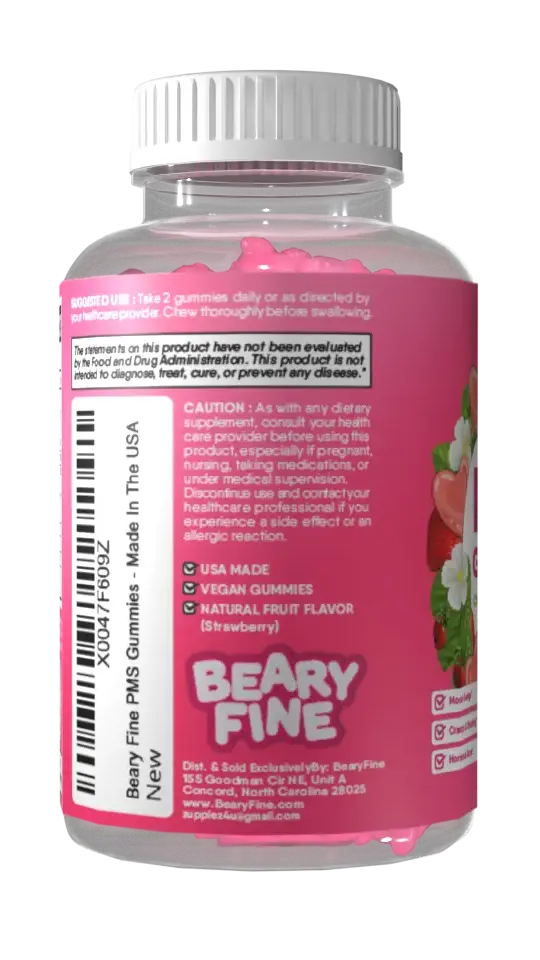 SUGGESTED USE : Take 2 gummies daily or as directed by
your healthcare provider. Chew thoroughly before swallowing.
The statements on this product have not been evaluated
by the Food and Drug Administration. This product is not
intended to diagnose, treat, cure, or prevent any disease.*
X0047F609Z
Beary Fine PMS Gummies - Made In The USA
New
CAUTION : As with any dietary
supplement, consult your health
care provider before using this
product, especially if pregnant,
nursing, taking medications, or
under medical supervision.
Discontinue use and contact your
healthcare professional if you
experience a side effect or an
allergic reaction.
USA MADE
VEGAN GUMMIES
NATURAL FRUIT FLAVOR
(Strawberry)
BEARY
FINE
Dist. & Sold Exclusively By: BearyFine
155 Goodman Cir NE, Unit A
Concord, North Carolina 28025
www.BearyFine.com
supplez4u@gmail.com